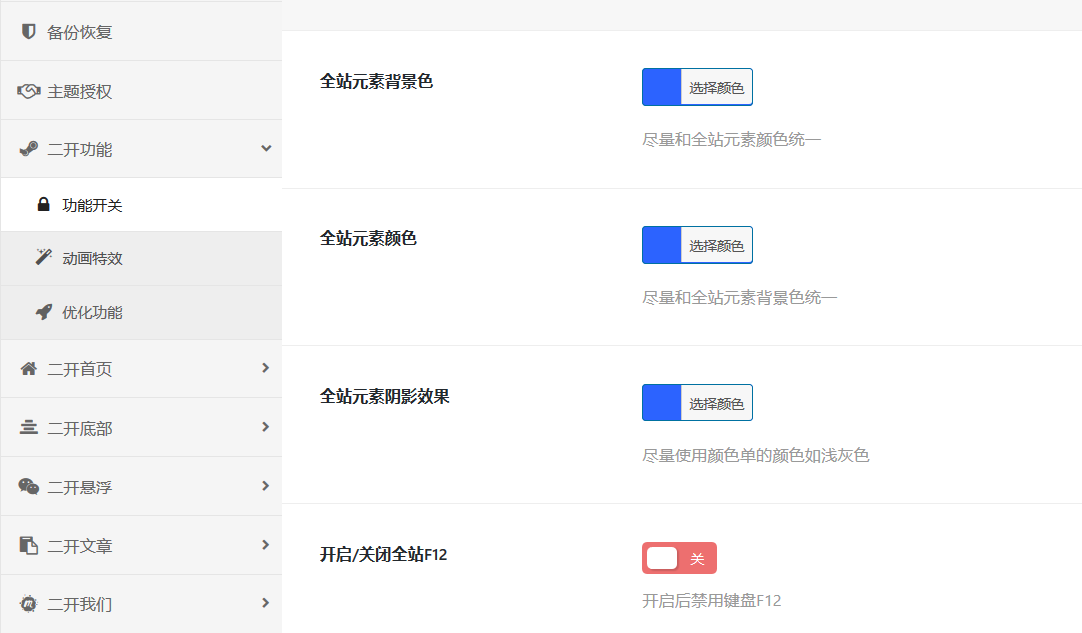 备份恢复
主题授权
二开功能
功能开关
动画特效
优化功能
二开首页
二开底部
二开悬浮
二开文章
二开我们
全站元素背景色
选择颜色
尽量和全站元素颜色统一
全站元素颜色
选择颜色
尽量和全站元素背景色统一
全站元素阴影效果
选择颜色
尽量使用颜色单的颜色如浅灰色
开启/关闭全站F12
关
开启后禁用键盘F12